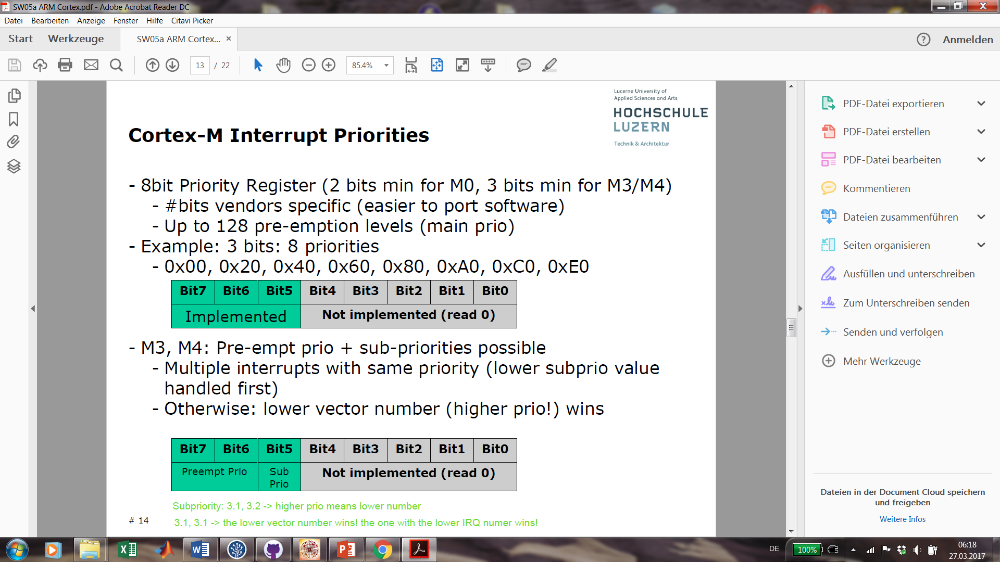 SW05a ARM Cortex.pdf - Adobe Acrobat Reader DC
Datei Bearbeiten Anzeige Fenster Hilfe Citavi Picker
Start Werkzeuge SW05a ARM Cortex... × ? Anmelden
13 / 22 85.4%
Lucerne University of
Applied Sciences and Arts
HOCHSCHULE
LUZERN
Technik & Architektur
Cortex-M Interrupt Priorities
- 8bit Priority Register (2 bits min for M0, 3 bits min for M3/M4)
- #bits vendors specific (easier to port software)
- Up to 128 pre-emption levels (main prio)
- Example: 3 bits: 8 priorities
- 0x00, 0x20, 0x40, 0x60, 0x80, 0xA0, 0xC0, 0xE0
Bit7 Bit6 Bit5 Bit4 Bit3 Bit2 Bit1 Bit0
Implemented Not implemented (read 0)
- M3, M4: Pre-empt prio + sub-priorities possible
- Multiple interrupts with same priority (lower subprio value
handled first)
- Otherwise: lower vector number (higher prio!) wins
Bit7 Bit6 Bit5 Bit4 Bit3 Bit2 Bit1 Bit0
Preempt Prio Sub Not implemented (read 0)
Prio
Subpriority: 3.1, 3.2 -> higher prio means lower number
# 14
3.1, 3.1 -> the lower vector number wins! the one with the lower IRQ numer wins!
PDF-Datei exportieren
PDF-Datei erstellen
PDF-Datei bearbeiten
Kommentieren
Dateien zusammenführen
Seiten organisieren
Ausfüllen und unterschreiben
Zum Unterschreiben senden
Senden und verfolgen
Mehr Werkzeuge
Dateien in der Document Cloud speichern
und freigeben
Weitere Infos
DE 100% 06:18
27.03.2017